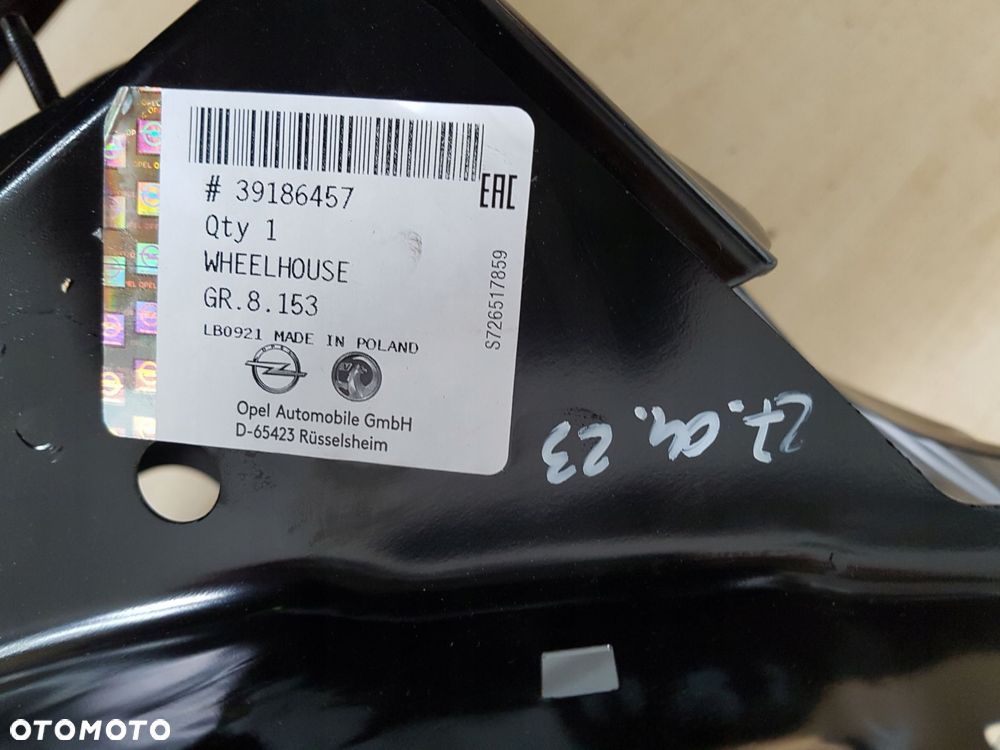 # 39186457
EAC
Qty 1
WHEELHOUSE
GR.8.153
LB0921 MADE IN POLAND
S726517859
Opel Automobile GmbH
D-65423 Rüsselsheim
27.04.23
OTOMOTO